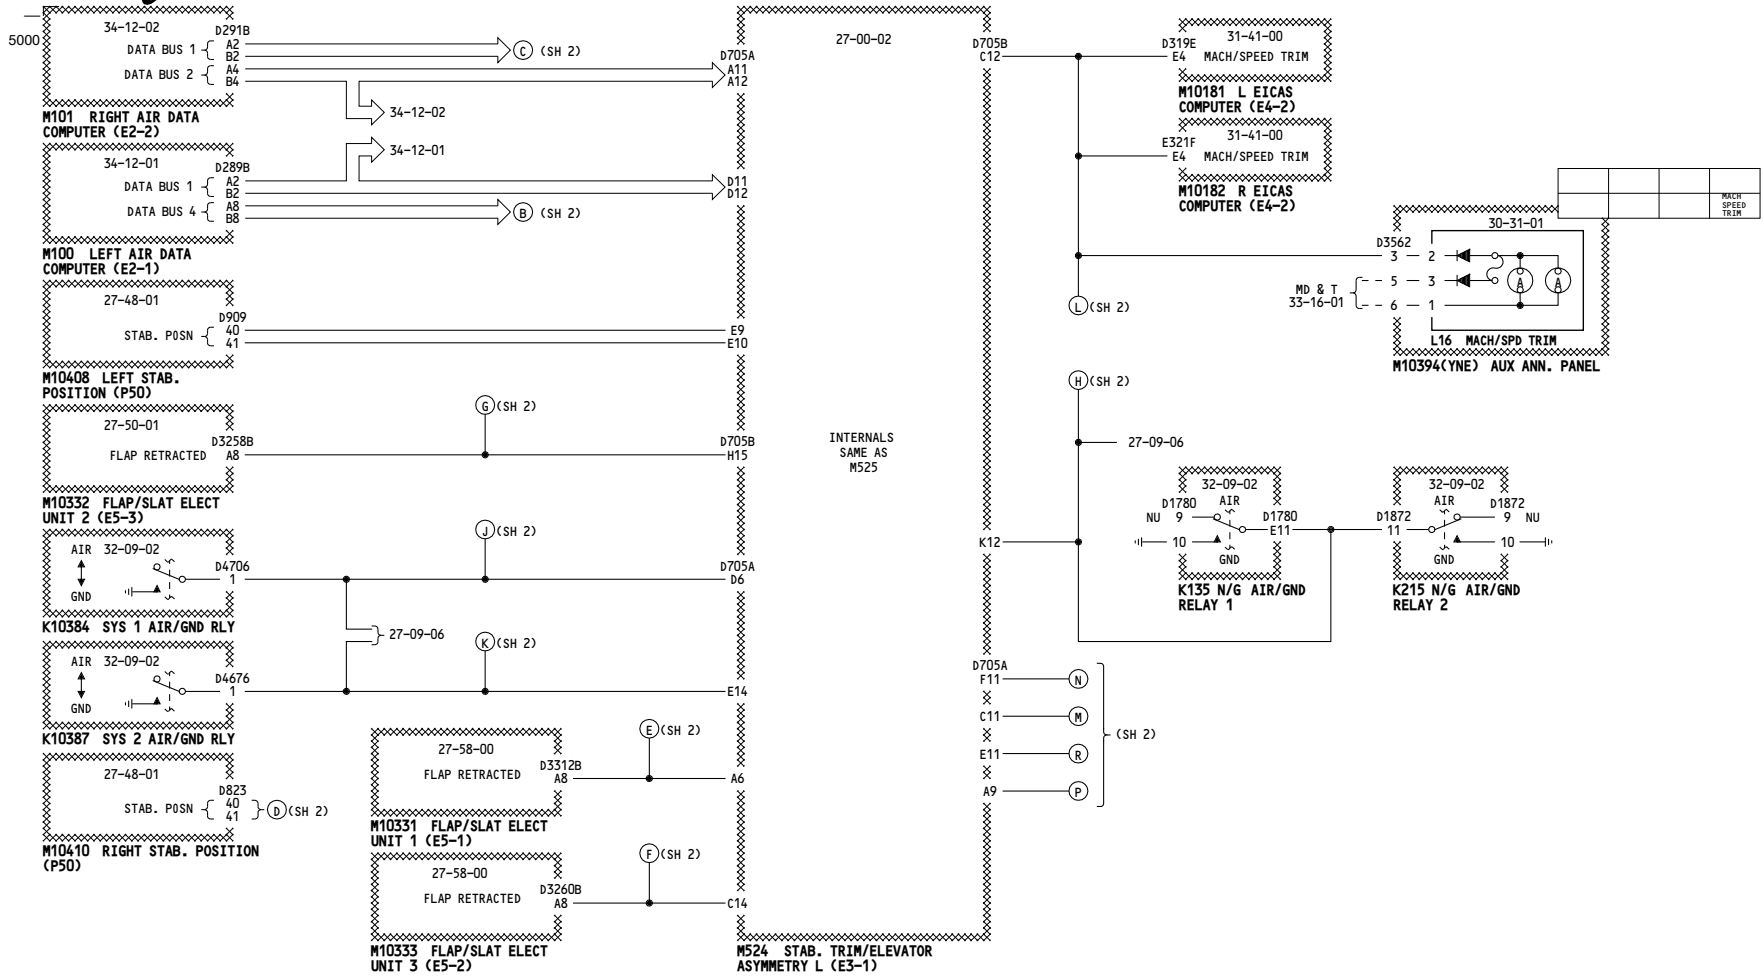 5000
34-12-02
D291B
DATA BUS 1
A2
B2
C (SH 2)
DATA BUS 2
A4
B4
34-12-02
M101 RIGHT AIR DATA
COMPUTER (E2-2)
34-12-01
34-12-01
D289B
DATA BUS 1
A2
B2
DATA BUS 4
A8
B8
B (SH 2)
M100 LEFT AIR DATA
COMPUTER (E2-1)
27-48-01
D909
STAB. POSN
40
41
M10408 LEFT STAB.
POSITION (P50)
27-50-01
D3258B
FLAP RETRACTED A8
G (SH 2)
M10332 FLAP/SLAT ELECT
UNIT 2 (E5-3)
AIR 32-09-02
GND
D4706
1
J (SH 2)
K10384 SYS 1 AIR/GND RLY
27-09-06
AIR 32-09-02
GND
D4676
1
K (SH 2)
K10387 SYS 2 AIR/GND RLY
27-48-01
D823
STAB. POSN
40
41
D (SH 2)
M10410 RIGHT STAB. POSITION
(P50)
27-58-00
FLAP RETRACTED
D3312B
A8
E (SH 2)
M10331 FLAP/SLAT ELECT
UNIT 1 (E5-1)
27-58-00
FLAP RETRACTED
D3260B
A8
F (SH 2)
M10333 FLAP/SLAT ELECT
UNIT 3 (E5-2)
27-00-02
D705A
A11
A12
D11
D12
E9
E10
D705B
H15
D705A
D6
E14
A6
C14
INTERNALS
SAME AS
M525
D705B
C12
K12
D705A
F11
C11
E11
A9
M524 STAB. TRIM/ELEVATOR
ASYMMETRY L (E3-1)
N
M
R
P
(SH 2)
31-41-00
D319E
E4 MACH/SPEED TRIM
M10181 L EICAS
COMPUTER (E4-2)
31-41-00
E321F
E4 MACH/SPEED TRIM
M10182 R EICAS
COMPUTER (E4-2)
MACH
SPEED
TRIM
30-31-01
D3562
3 2
5 3
6 1
A A
MD & T
33-16-01
L16 MACH/SPD TRIM
M10394(YNE) AUX ANN. PANEL
L (SH 2)
H (SH 2)
27-09-06
32-09-02
D1780
AIR
NU 9
10
GND
D1780
E11
K135 N/G AIR/GND
RELAY 1
32-09-02
AIR
D1872
11
D1872
9 NU
10
GND
K215 N/G AIR/GND
RELAY 2